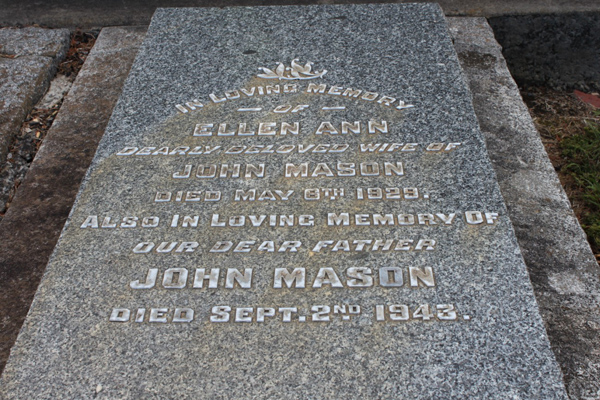 IN LOVING MEMORY
— OF —
ELLEN ANN
DEARLY BELOVED WIFE OF
JOHN MASON
DIED MAY 8TH 1929.
ALSO IN LOVING MEMORY OF
OUR DEAR FATHER
JOHN MASON
DIED SEPT. 2ND 1943.